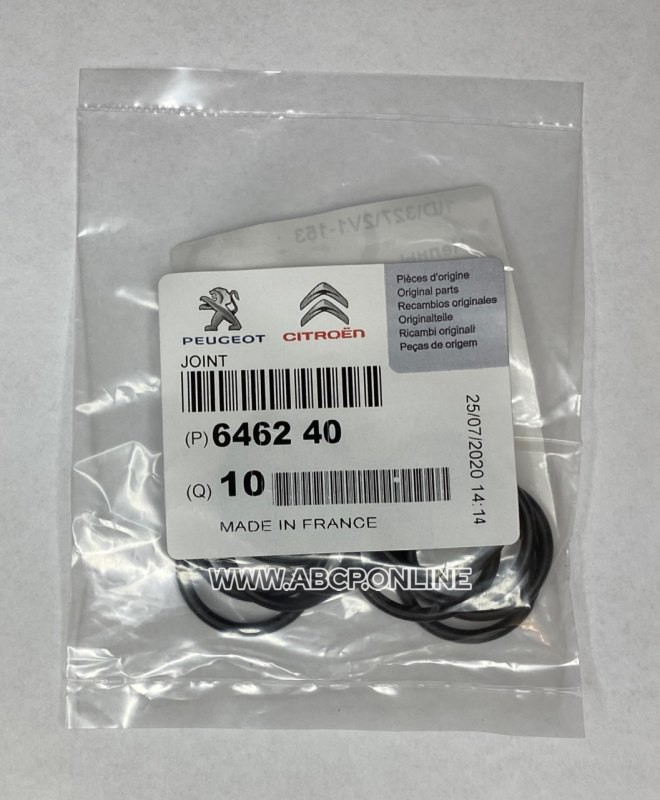 PEUGEOT
CITROËN
Pièces d'origine
Original parts
Recambios originales
Originalteile
Ricambi originali
Peças de origem
JOINT
(P) 6462 40
(Q) 10
25/07/2020 14:14
MADE IN FRANCE
WWW.ABCP.ONLINE